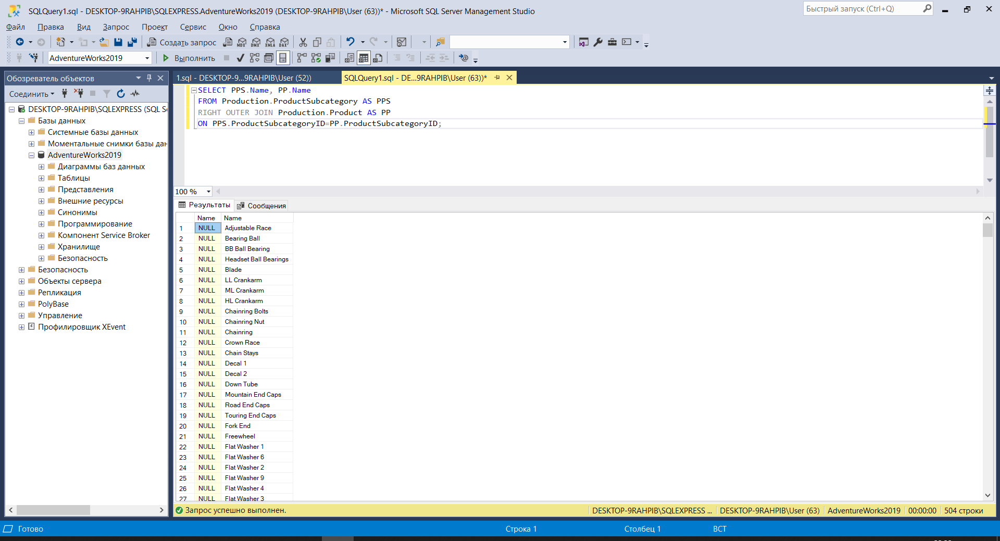 SQLQuery1.sql - DESKTOP-9RAHPIB\SQLEXPRESS.AdventureWorks2019 (DESKTOP-9RAHPIB\User (63))* - Microsoft SQL Server Management Studio
Быстрый запуск (Ctrl+Q)
Файл Правка Вид Запрос Проект Сервис Окно Справка
Создать запрос MDX DMX XMLA DAX
AdventureWorks2019 Выполнить
Обозреватель объектов
Соединить
DESKTOP-9RAHPIB\SQLEXPRESS (SQL S
Базы данных
Системные базы данных
Моментальные снимки базы дан
AdventureWorks2019
Диаграммы баз данных
Таблицы
Представления
Внешние ресурсы
Синонимы
Программирование
Компонент Service Broker
Хранилище
Безопасность
Безопасность
Объекты сервера
Репликация
PolyBase
Управление
Профилировщик XEvent
1.sql - DESKTOP-9...9RAHPIB\User (52)) SQLQuery1.sql - DE...9RAHPIB\User (63))*
SELECT PPS.Name, PP.Name
FROM Production.ProductSubcategory AS PPS
RIGHT OUTER JOIN Production.Product AS PP
ON PPS.ProductSubcategoryID=PP.ProductSubcategoryID;
100 %
Результаты Сообщения
Name Name
1 NULL Adjustable Race
2 NULL Bearing Ball
3 NULL BB Ball Bearing
4 NULL Headset Ball Bearings
5 NULL Blade
6 NULL LL Crankarm
7 NULL ML Crankarm
8 NULL HL Crankarm
9 NULL Chainring Bolts
10 NULL Chainring Nut
11 NULL Chainring
12 NULL Crown Race
13 NULL Chain Stays
14 NULL Decal 1
15 NULL Decal 2
16 NULL Down Tube
17 NULL Mountain End Caps
18 NULL Road End Caps
19 NULL Touring End Caps
20 NULL Fork End
21 NULL Freewheel
22 NULL Flat Washer 1
23 NULL Flat Washer 6
24 NULL Flat Washer 2
25 NULL Flat Washer 9
26 NULL Flat Washer 4
27 NULL Flat Washer 3
Запрос успешно выполнен. DESKTOP-9RAHPIB\SQLEXPRESS ... DESKTOP-9RAHPIB\User (63) AdventureWorks2019 00:00:00 504 строки
Готово Строка 1 Столбец 1 ВСТ